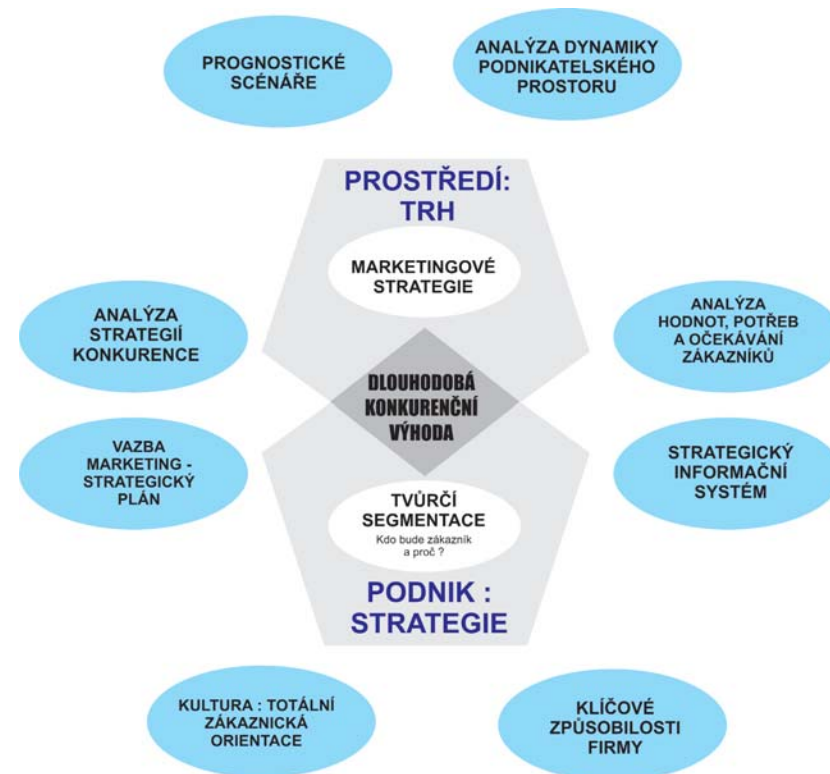 PROGNOSTICKÉ
SCÉNÁŘE
ANALÝZA DYNAMIKY
PODNIKATELSKÉHO
PROSTORU
PROSTŘEDÍ:
TRH
MARKETINGOVÉ
STRATEGIE
ANALÝZA
STRATEGIÍ
KONKURENCE
ANALÝZA
HODNOT, POTŘEB
A OČEKÁVÁNÍ
ZÁKAZNÍKŮ
DLOUHODOBÁ
KONKURENČNÍ
VÝHODA
VAZBA
MARKETING -
STRATEGICKÝ
PLÁN
STRATEGICKÝ
INFORMAČNÍ
SYSTÉM
TVŮRČÍ
SEGMENTACE
Kdo bude zákazník
a proč ?
PODNIK :
STRATEGIE
KULTURA : TOTÁLNÍ
ZÁKAZNICKÁ
ORIENTACE
KLÍČOVÉ
ZPŮSOBILOSTI
FIRMY